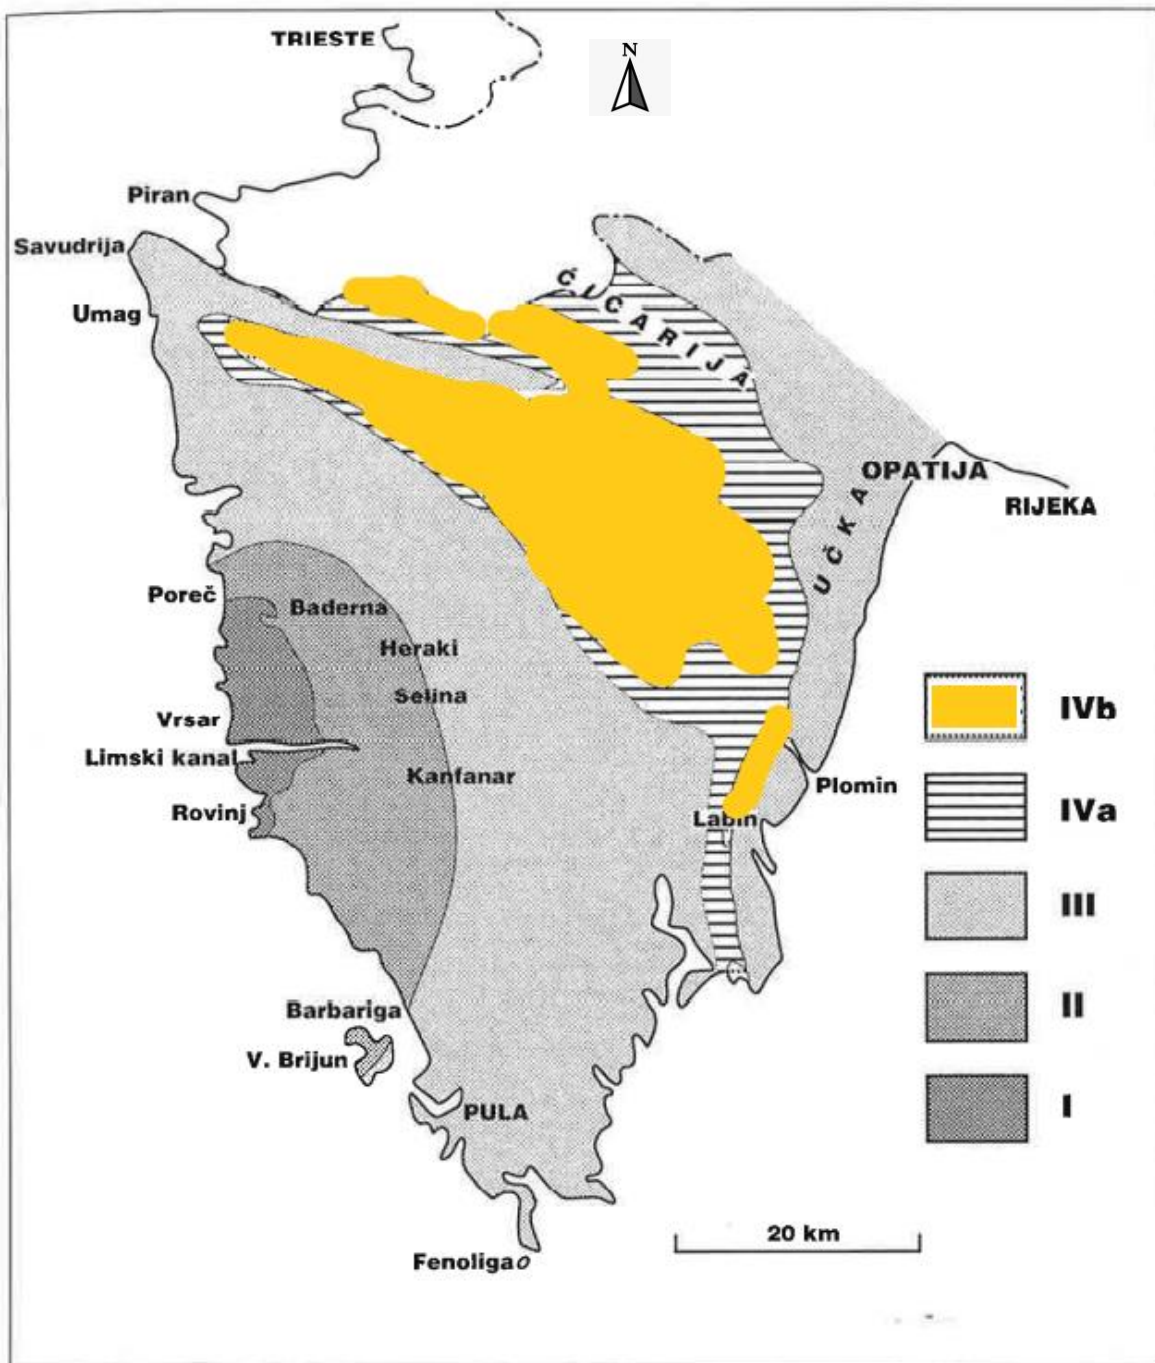 TRIESTE
N
Piran
Savudrija
Umag
ĆIĆARIJA
OPATIJA
RIJEKA
UČKA
Poreč
Baderna
Heraki
Selina
Vrsar
Limski kanal
Kanfanar
Rovinj
Plomin
Labin
IVb
IVa
III
II
I
Barbariga
V. Brijun
PULA
20 km
Fenoliga